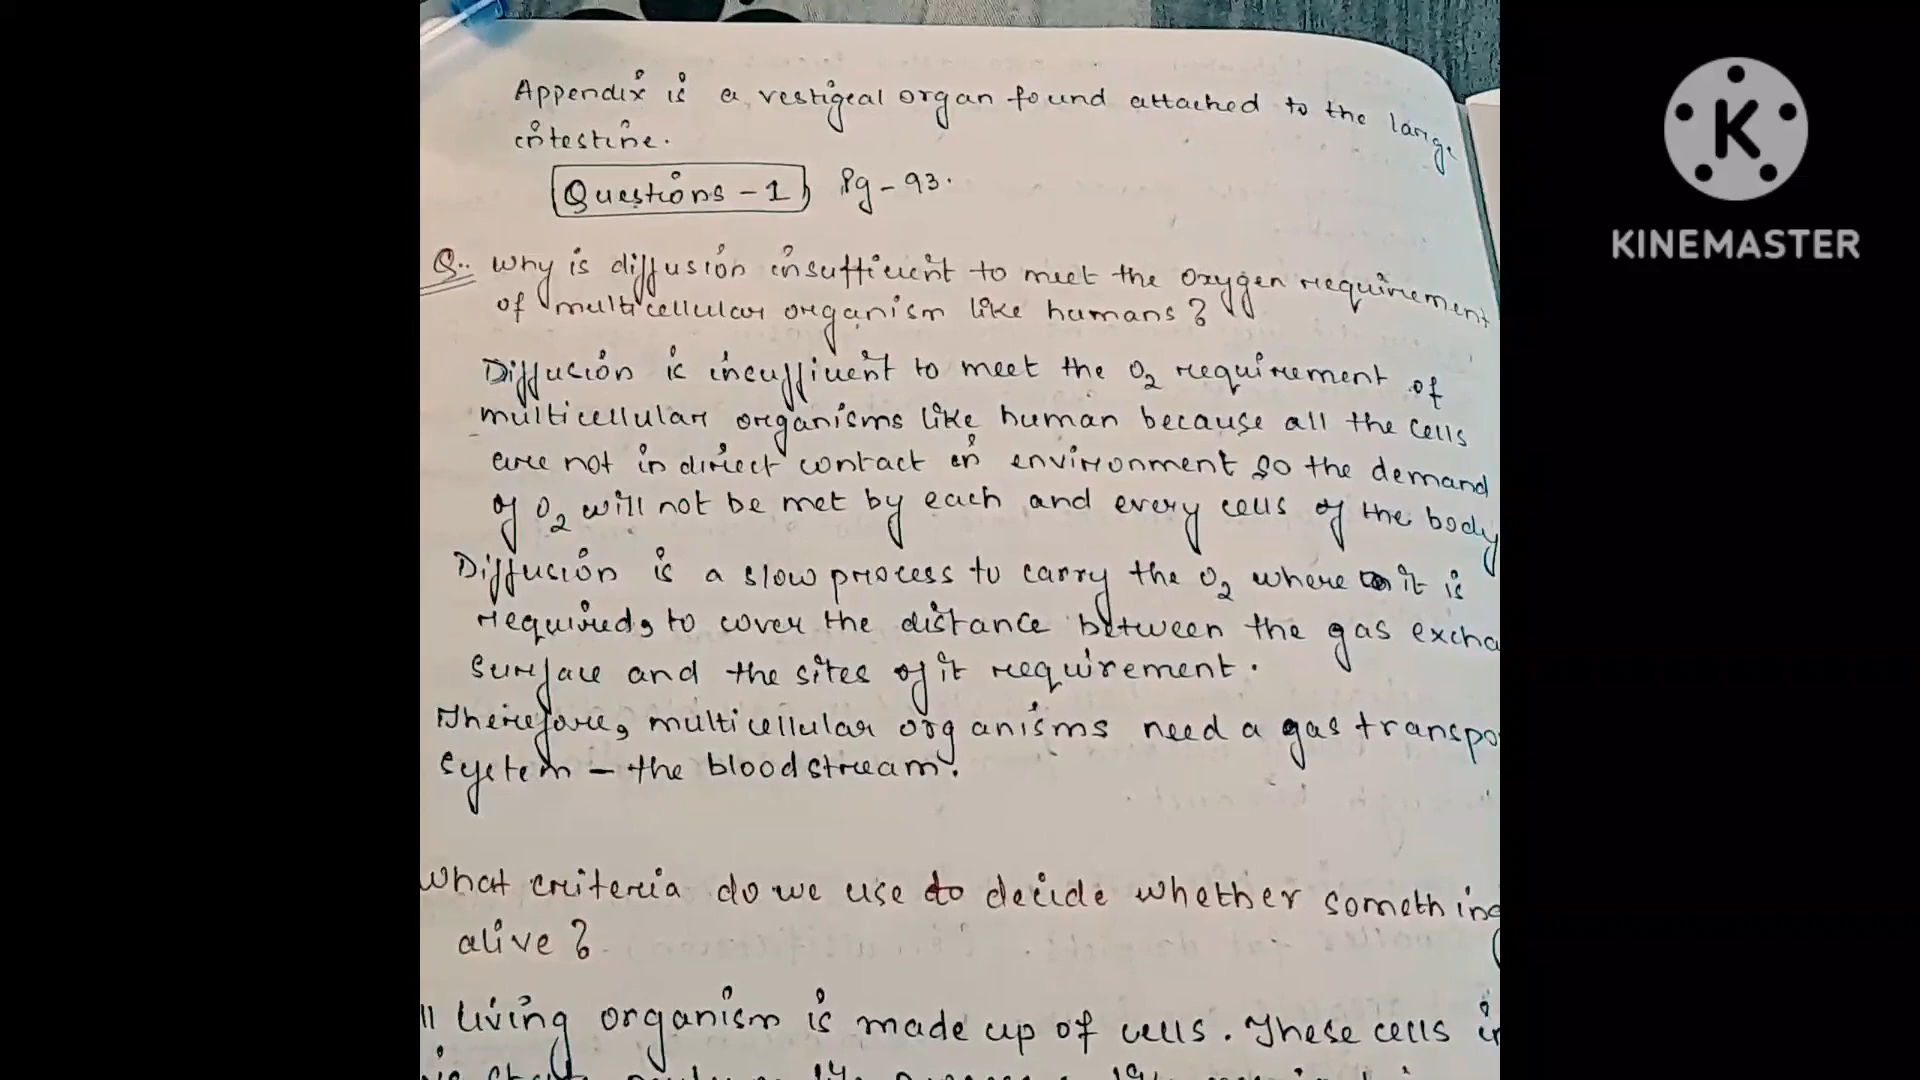 Appendix is a vestigeal organ found attached to the large
intestine.
Questions - 1 Pg - 93.
Q.. Why is diffusion insufficient to meet the oxygen requirement
of multicellular organism like humans?
Diffusion is insufficient to meet the O2 requirement of
multicellular organisms like human because all the cells
are not in direct contact in environment so the demand
of O2 will not be met by each and every cells of the body
Diffusion is a slow process to carry the O2 where it is
required, to cover the distance between the gas excha
surface and the sites of it requirement.
Therefore, multicellular organisms need a gas transpo
system - the bloodstream.
What criteria do we use to decide whether something
alive?
ll living organism is made up of cells. These cells i
K
KINEMASTER